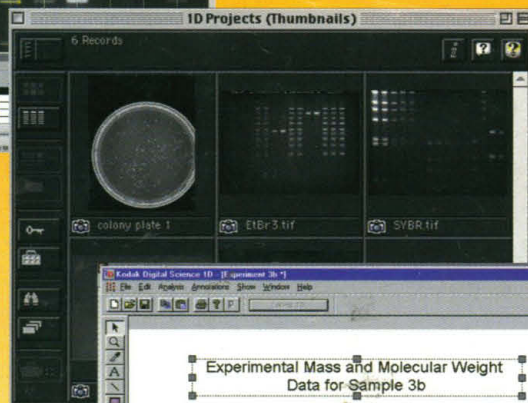 1D Projects (Thumbnails)
6 Records
colony plate 1
EtBr3.tif
SYBR.tif
Kodak Digital Science 1D - [Experiment 3b *]
File Edit Analysis Annotations Show Window Help
Experimental Mass and Molecular Weight
Data for Sample 3b